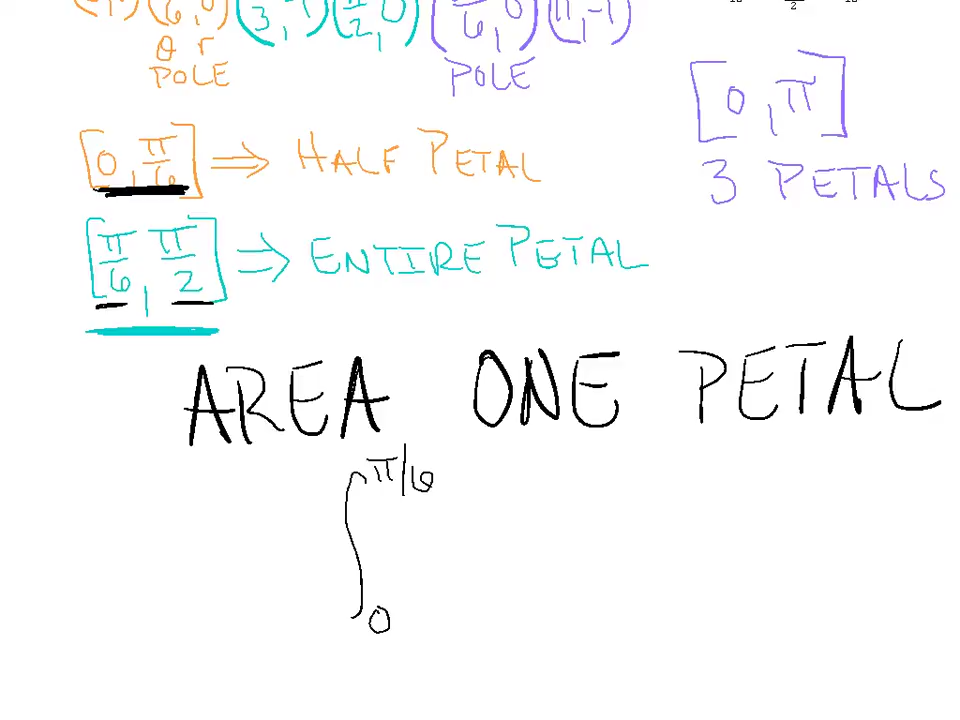 6, 0 3, -1 π/2, 0 π/6, 0 π, -1
θ r
POLE POLE
[0, π]
[0, π/6] ⇒ HALF PETAL
3 PETALS
[π/6, π/2] ⇒ ENTIRE PETAL
AREA ONE PETAL
∫ π/6
0